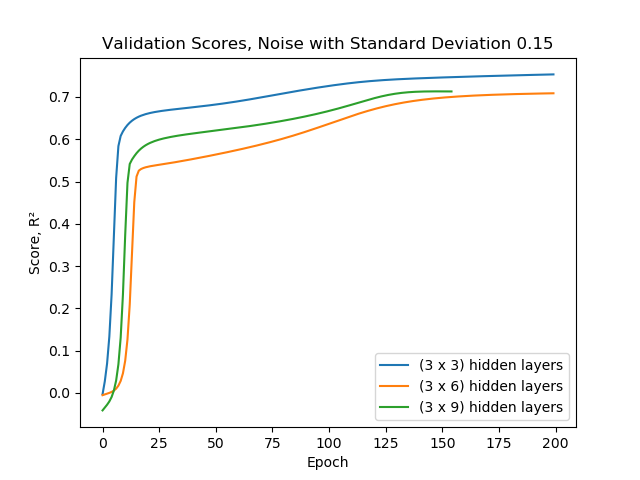 Validation Scores, Noise with Standard Deviation 0.15
Score, R²
0.7
0.6
0.5
0.4
0.3
0.2
0.1
0.0
(3 x 3) hidden layers
(3 x 6) hidden layers
(3 x 9) hidden layers
0 25 50 75 100 125 150 175 200
Epoch